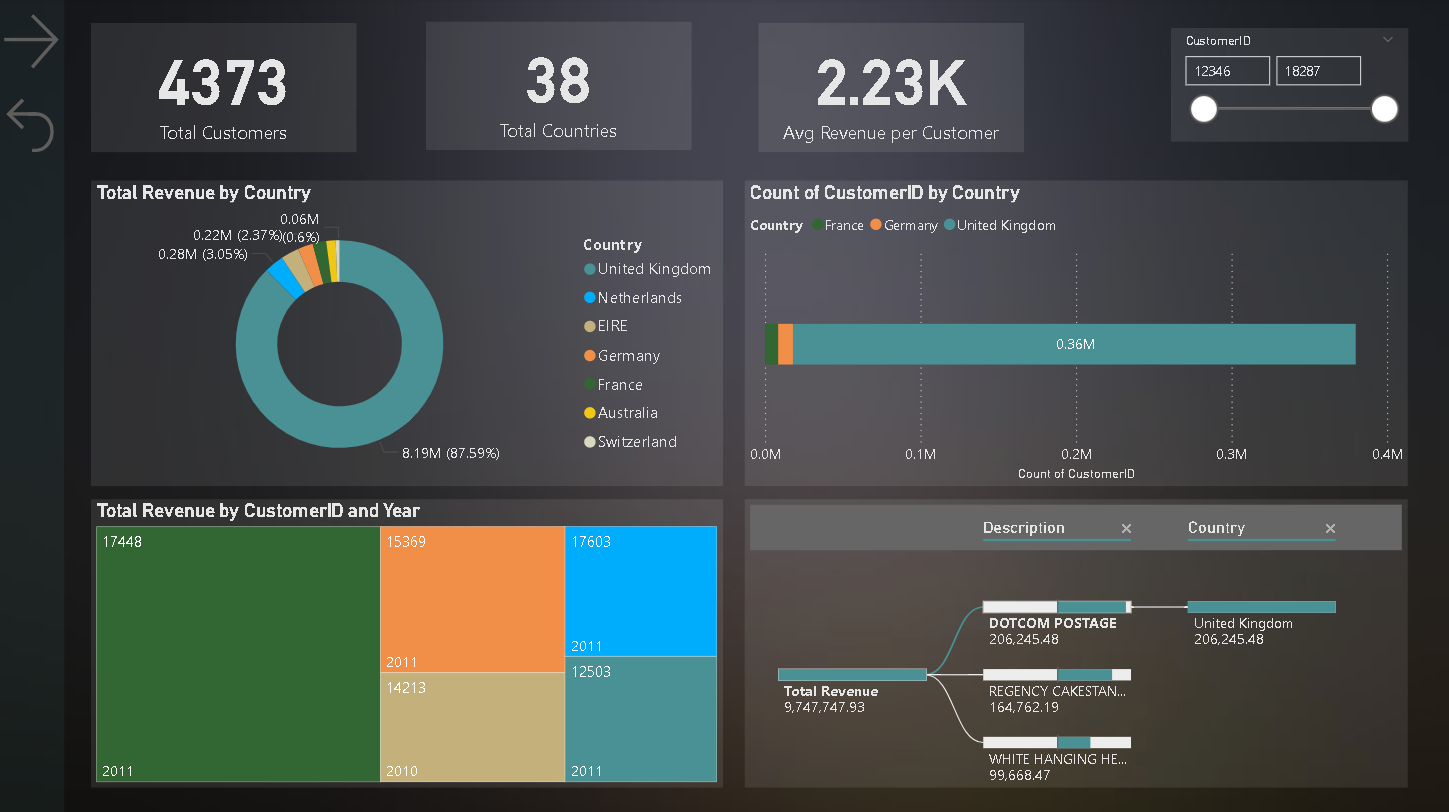 4373
Total Customers
38
Total Countries
2.23K
Avg Revenue per Customer
CustomerID
12346
18287
Total Revenue by Country
0.06M
(0.6%)
0.22M (2.37%)
0.28M (3.05%)
8.19M (87.59%)
Country
United Kingdom
Netherlands
EIRE
Germany
France
Australia
Switzerland
Count of CustomerID by Country
Country France Germany United Kingdom
0.36M
0.0M 0.1M 0.2M 0.3M 0.4M
Count of CustomerID
Total Revenue by CustomerID and Year
17448
2011
15369
2011
14213
2010
17603
2011
12503
2011
Description
Country
Total Revenue
9,747,747.93
DOTCOM POSTAGE
206,245.48
REGENCY CAKESTAN...
164,762.19
WHITE HANGING HE...
99,668.47
United Kingdom
206,245.48